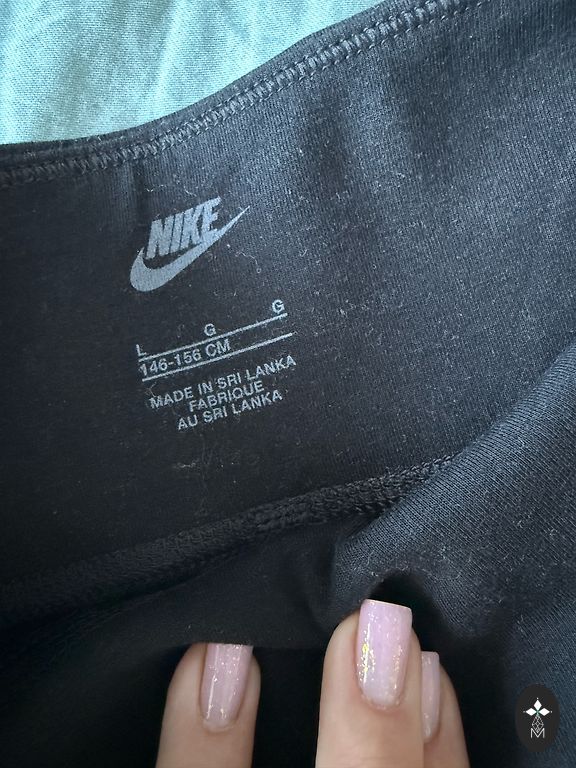 NIKE
L G G
146-156 CM
MADE IN SRI LANKA
FABRIQUE
AU SRI LANKA
M